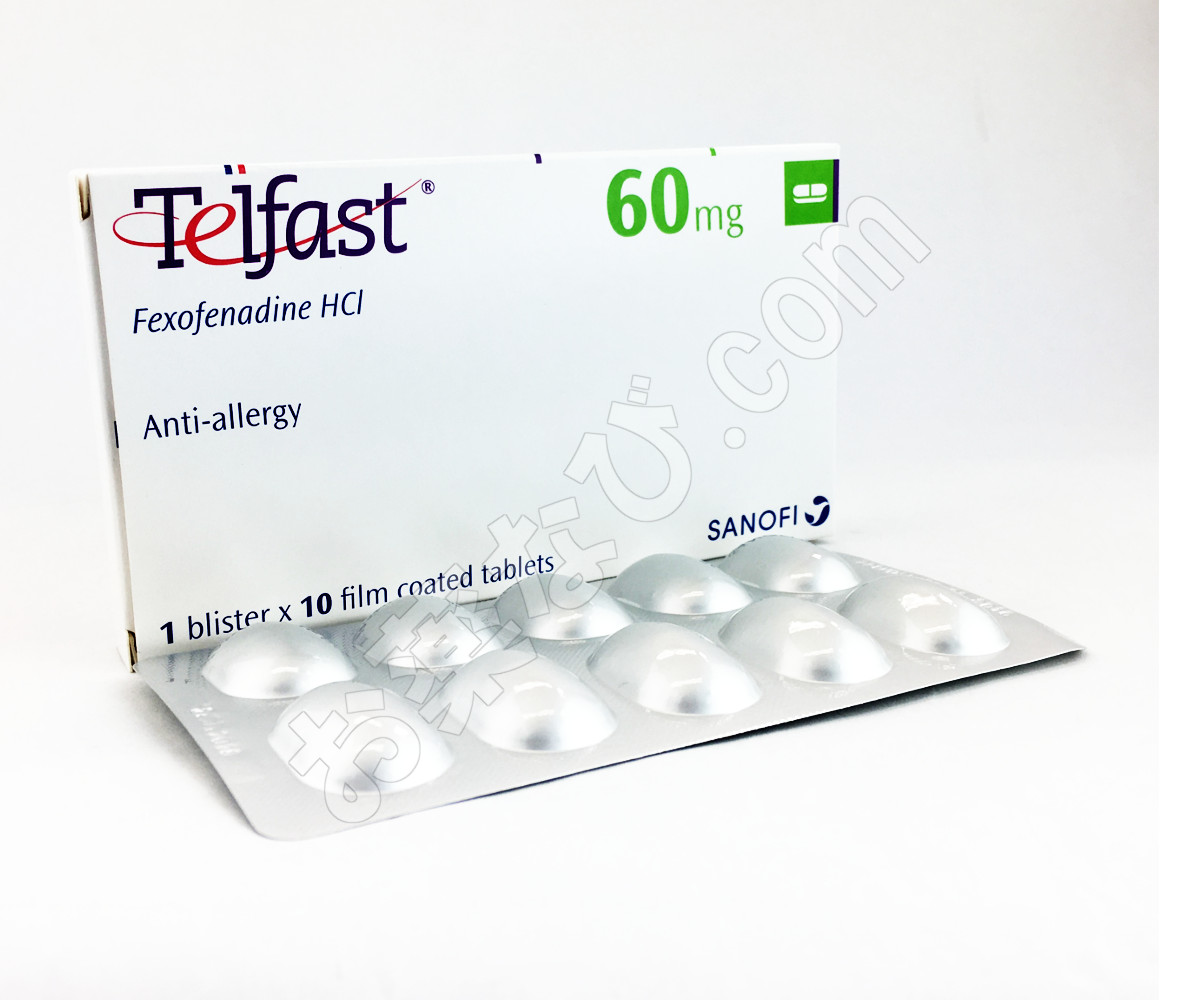 Telfast®
60mg
Fexofenadine HCl
Anti-allergy
SANOFI
1 blister x 10 film coated tablets
お薬なび.com